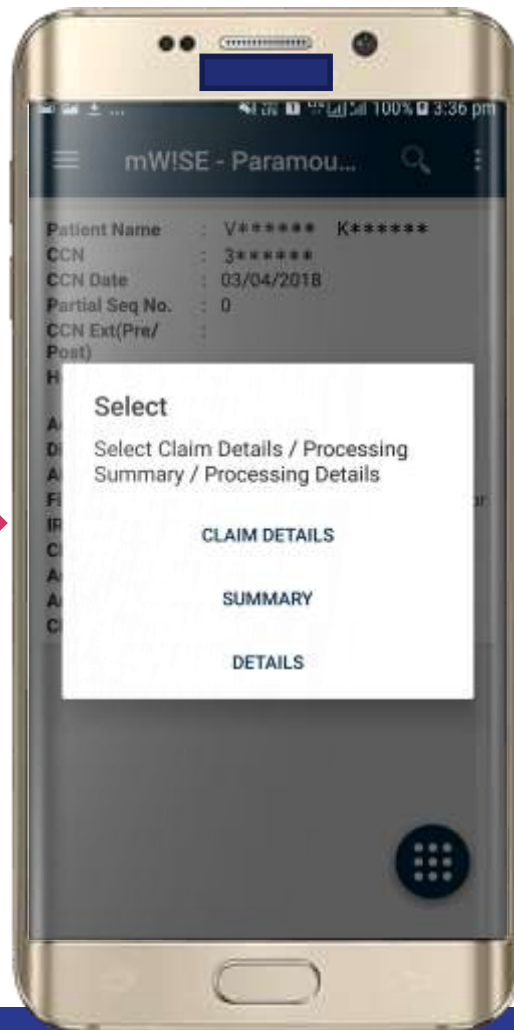 ... 100% 3:36 pm
mW!SE - Paramou...
Patient Name : V****** K******
CCN : 3******
CCN Date : 03/04/2018
Partial Seq No. : 0
CCN Ext(Pre/ :
Post)
Select
Select Claim Details / Processing
Summary / Processing Details
CLAIM DETAILS
SUMMARY
DETAILS